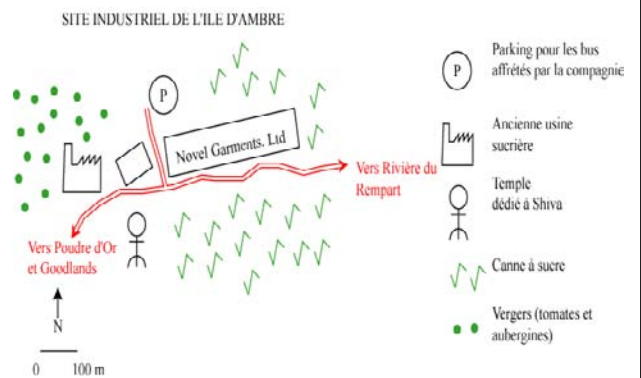 SITE INDUSTRIEL DE L'ILE D'AMBRE
P
Novel Garments. Ltd
Vers Rivière du
Rempart
Vers Poudre d'Or
et Goodlands
N
0 100 m
P
Parking pour les bus
affrétés par la compagnie
Ancienne usine
sucrière
Temple
dédié à Shiva
Canne à sucre
Vergers (tomates et
aubergines)